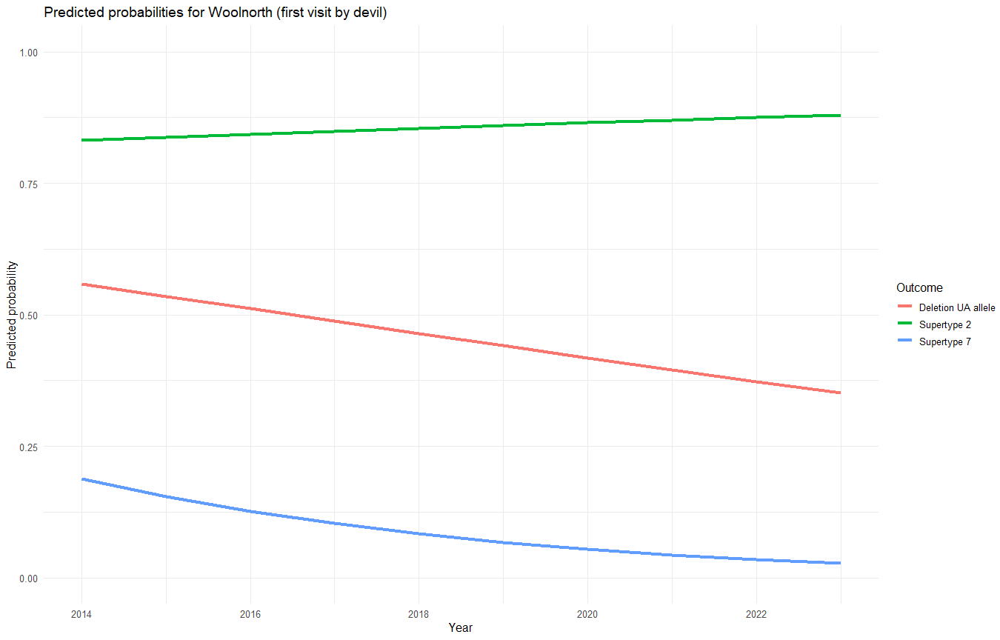 Predicted probabilities for Woolnorth (first visit by devil)
1.00
0.75
0.50
0.25
0.00
Predicted probability
2014
2016
2018
2020
2022
Year
Outcome
Deletion UA allele
Supertype 2
Supertype 7